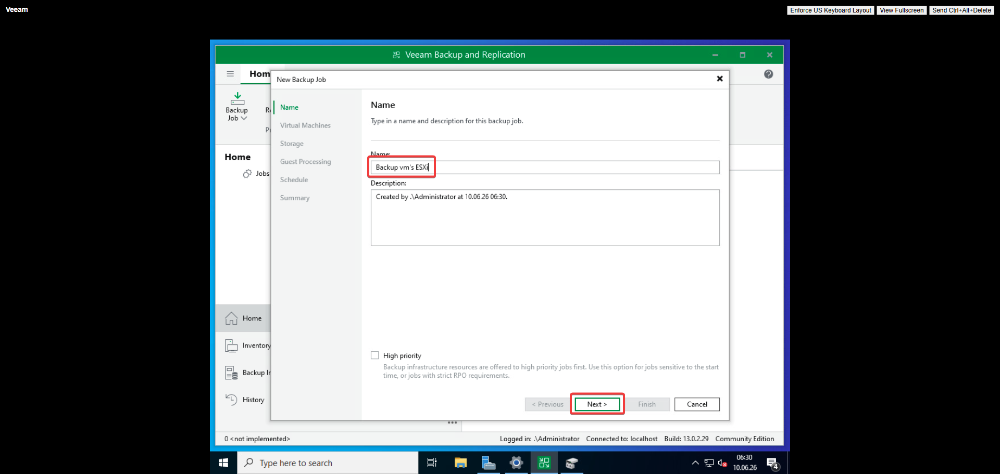 Veeam
Enforce US Keyboard Layout
View Fullscreen
Send Ctrl+Alt+Delete
Veeam Backup and Replication
Hom
New Backup Job
Backup
Job
Re
Pr
Home
Jobs
Home
Inventory
Backup In
History
Name
Virtual Machines
Storage
Guest Processing
Schedule
Summary
Name
Type in a name and description for this backup job.
Name:
Backup vm's ESXi
Description:
Created by .\Administrator at 10.06.26 06:30.
High priority
Backup infrastructure resources are offered to high priority jobs first. Use this option for jobs sensitive to the start
time, or jobs with strict RPO requirements.
< Previous
Next >
Finish
Cancel
0 <not implemented>
Logged in: .\Administrator
Connected to: localhost
Build: 13.0.2.29
Community Edition
Type here to search
06:30
10.06.26
4